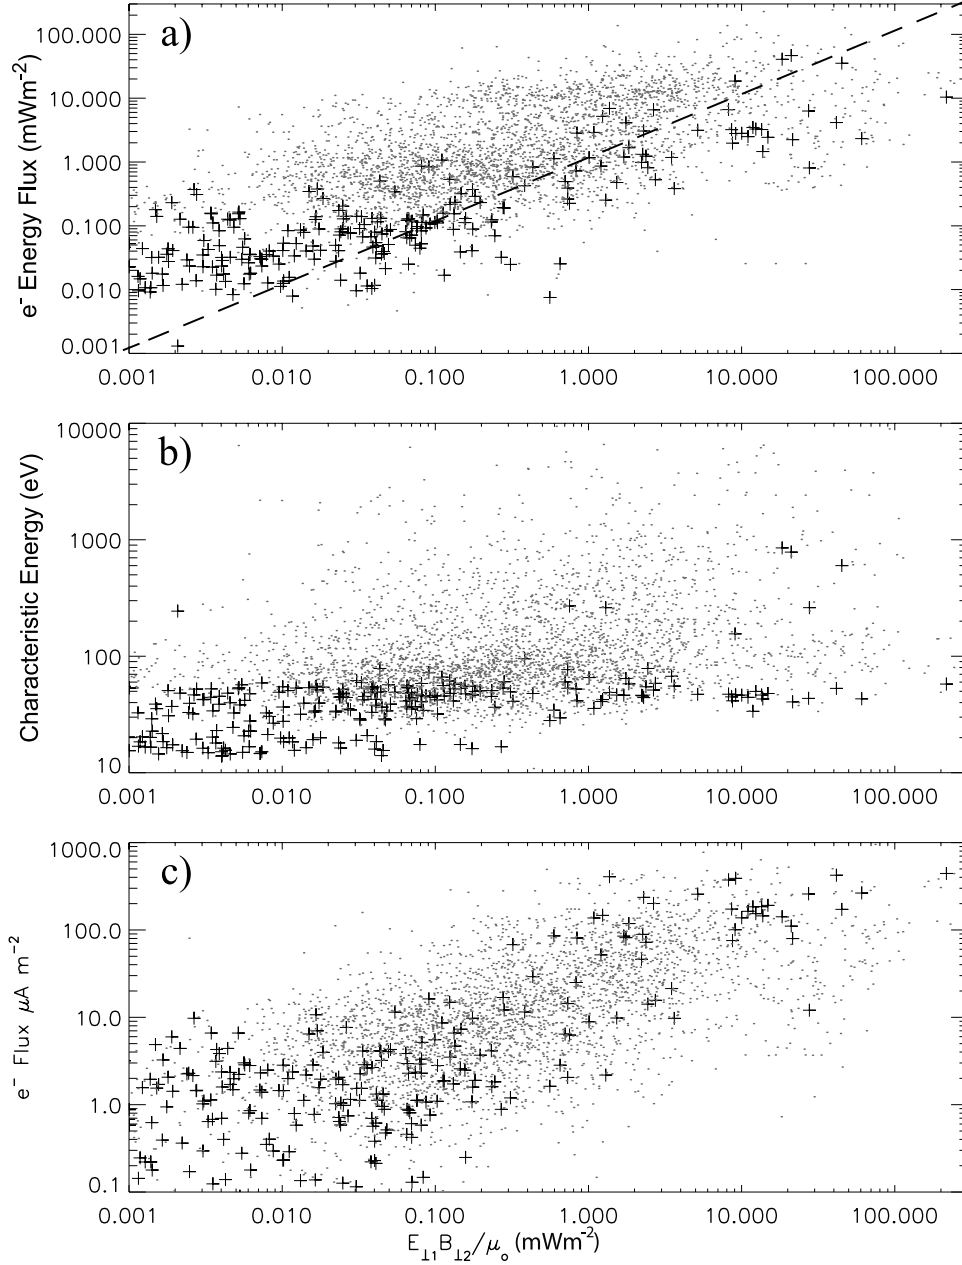 a)
e⁻ Energy Flux (mWm⁻²)
100.000
10.000
1.000
0.100
0.010
0.001
0.001 0.010 0.100 1.000 10.000 100.000
b)
Characteristic Energy (eV)
10000
1000
100
10
0.001 0.010 0.100 1.000 10.000 100.000
c)
e⁻ Flux μA m⁻²
1000.0
100.0
10.0
1.0
0.1
0.001 0.010 0.100 1.000 10.000 100.000
E⊥1B⊥2/μo (mWm⁻²)